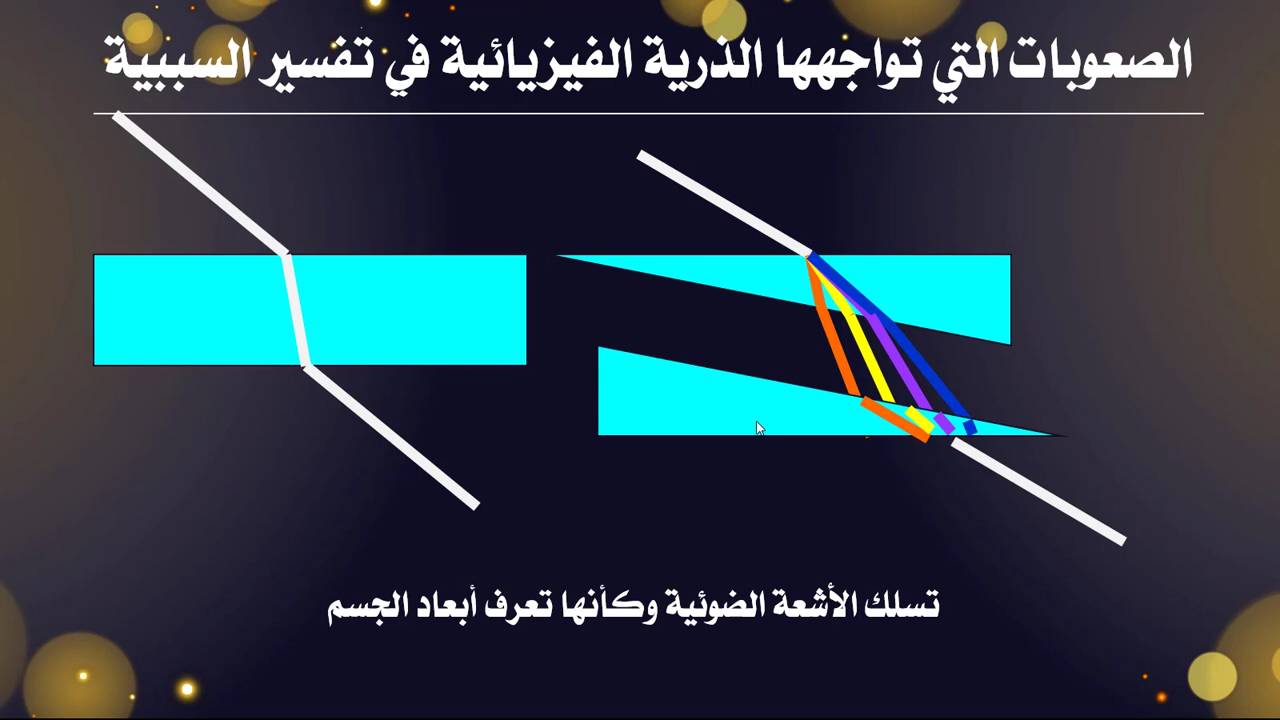 الصعوبات التي تواجهها الذرية الفيزيائية في تفسير السببية
تسلك الأشعة الضوئية وكأنها تعرف أبعاد الجسم